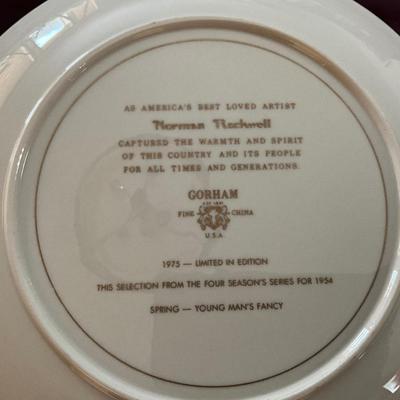 AS AMERICA'S BEST LOVED ARTIST
Norman Rockwell
CAPTURED THE WARMTH AND SPIRIT
OF THIS COUNTRY AND ITS PEOPLE
FOR ALL TIMES AND GENERATIONS.
GORHAM
EST. 1831
FINE CHINA
U.S.A.
1975 — LIMITED IN EDITION
THIS SELECTION FROM THE FOUR SEASON'S SERIES FOR 1954
SPRING — YOUNG MAN'S FANCY